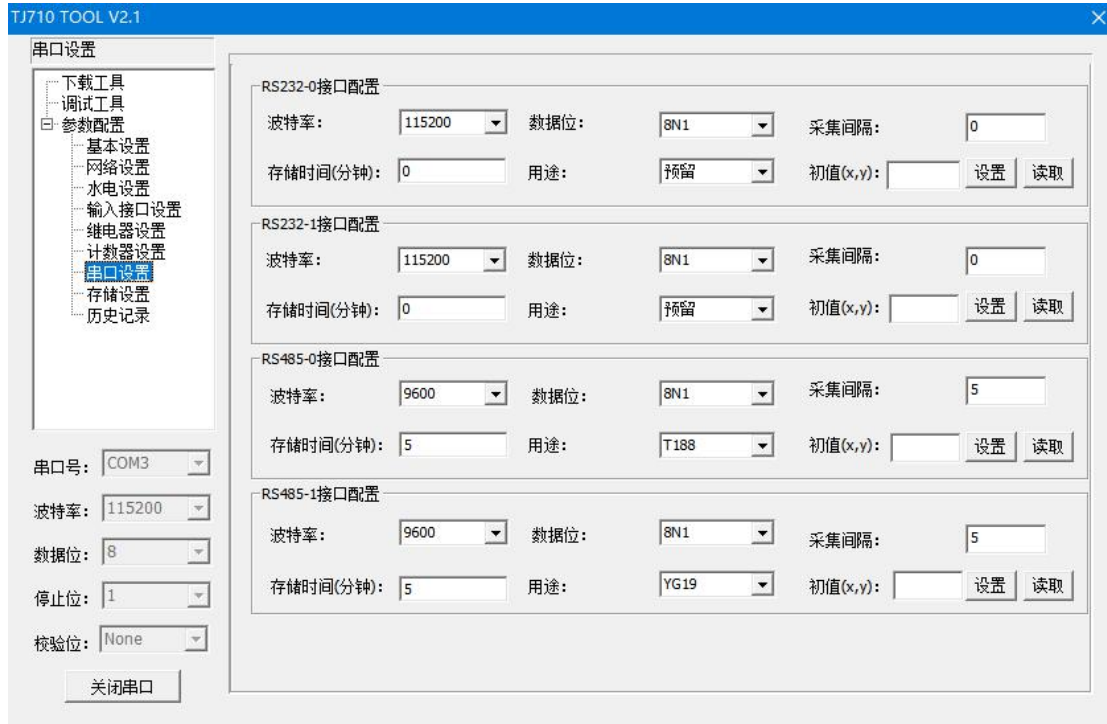 TJ710 TOOL V2.1
串口设置
下载工具
调试工具
参数配置
基本设置
网络设置
水电设置
输入接口设置
继电器设置
计数器设置
串口设置
存储设置
历史记录
串口号: COM3
波特率: 115200
数据位: 8
停止位: 1
校验位: None
关闭串口
RS232-0接口配置
波特率: 115200 数据位: 8N1 采集间隔: 0
存储时间(分钟): 0 用途: 预留 初值(x,y): 设置 读取
RS232-1接口配置
波特率: 115200 数据位: 8N1 采集间隔: 0
存储时间(分钟): 0 用途: 预留 初值(x,y): 设置 读取
RS485-0接口配置
波特率: 9600 数据位: 8N1 采集间隔: 5
存储时间(分钟): 5 用途: T188 初值(x,y): 设置 读取
RS485-1接口配置
波特率: 9600 数据位: 8N1 采集间隔: 5
存储时间(分钟): 5 用途: YG19 初值(x,y): 设置 读取